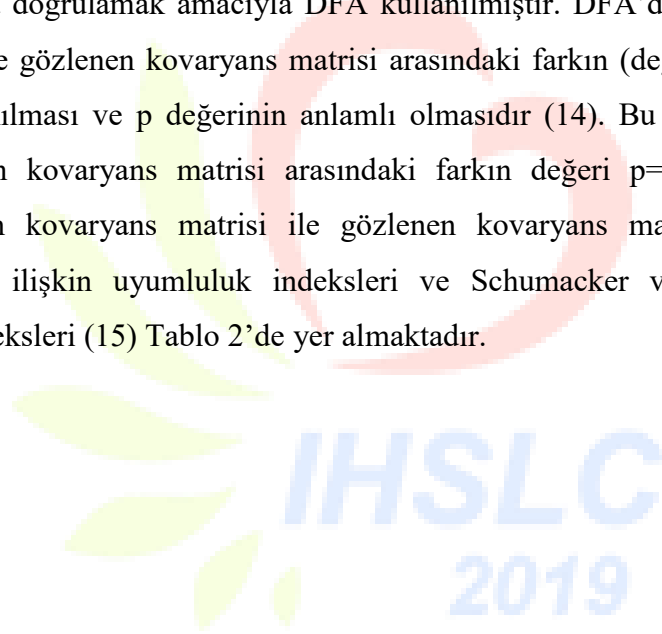 doğrulamak amacıyla DFA kullanılmıştır. DFA’d
gözlenen kovaryans matrisi arasındaki farkın (değ
ılması ve p değerinin anlamlı olmasıdır (14). Bu
n kovaryans matrisi arasındaki farkın değeri p=
n kovaryans matrisi ile gözlenen kovaryans ma
ilişkin uyumluluk indeksleri ve Schumacker v
eksleri (15) Tablo 2’de yer almaktadır.
IHSLC
2019